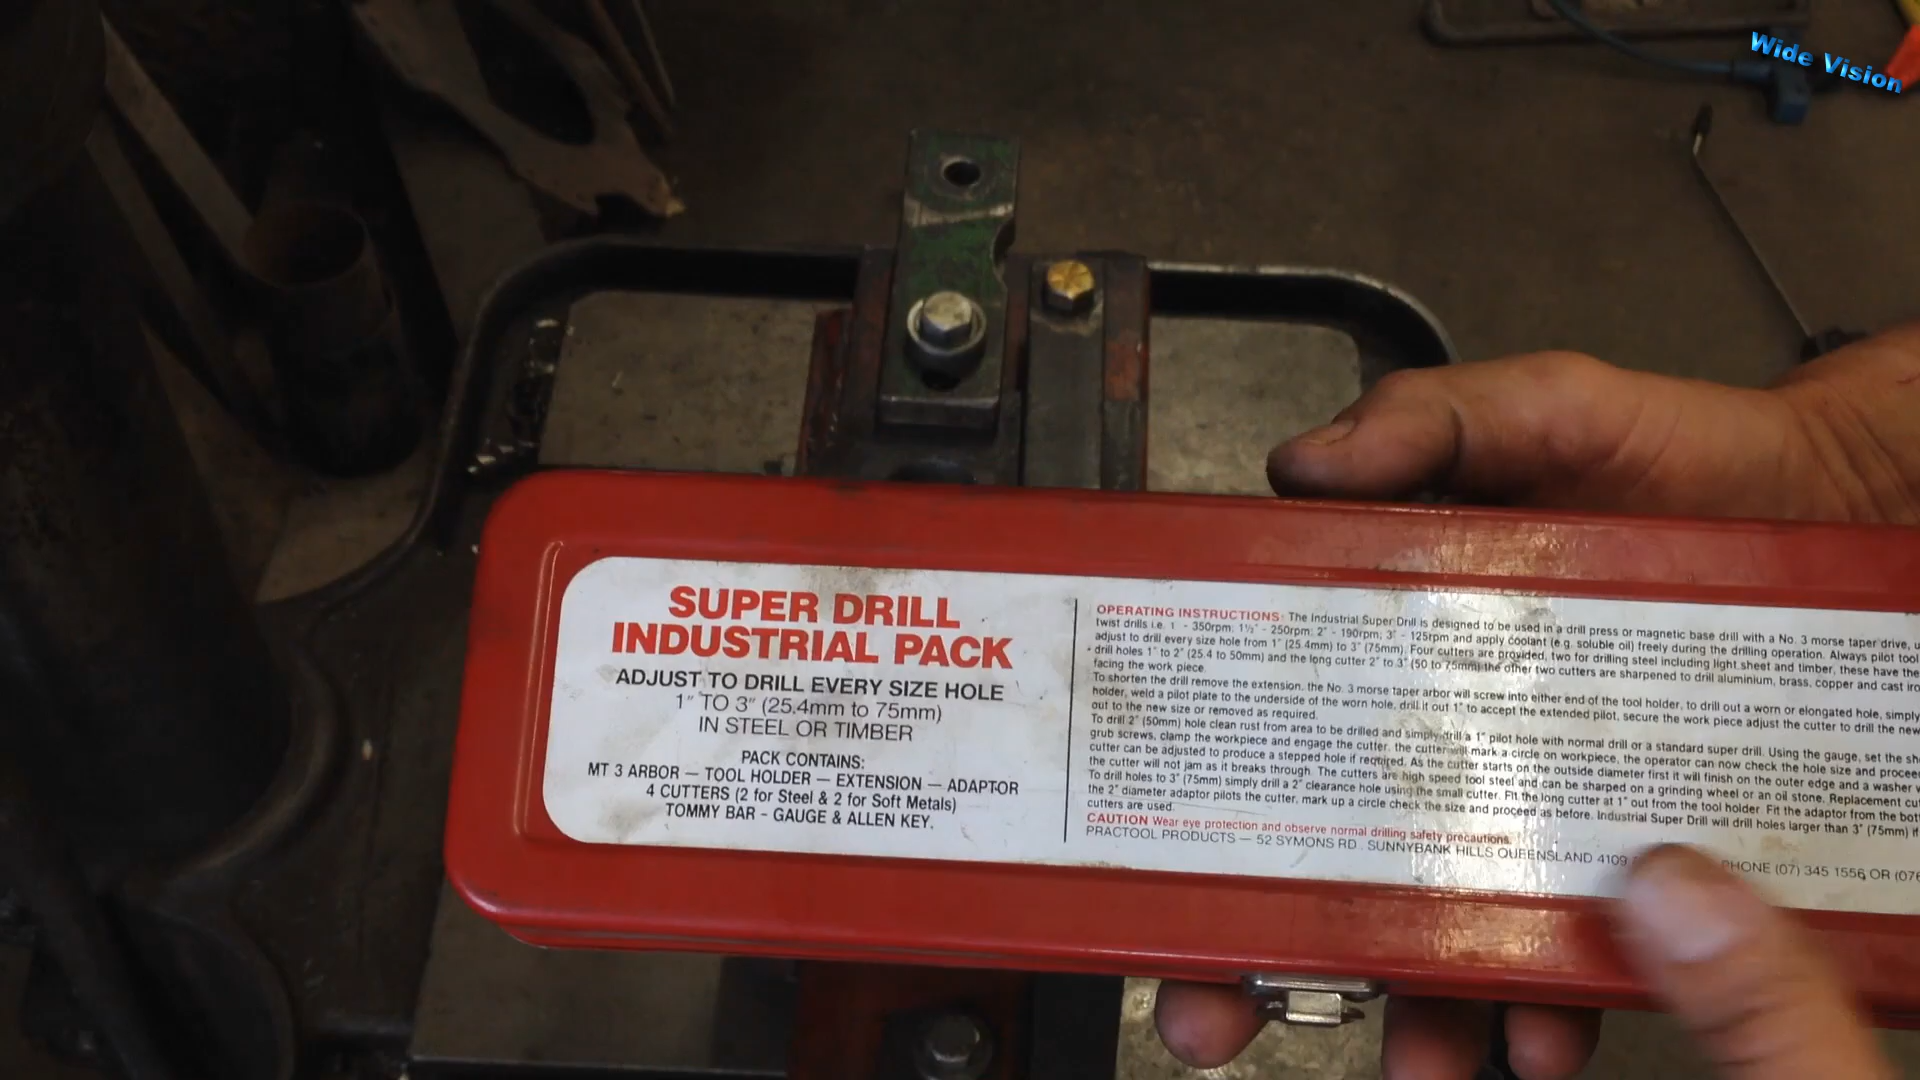 Wide Vision
SUPER DRILL
INDUSTRIAL PACK
ADJUST TO DRILL EVERY SIZE HOLE
1" TO 3" (25.4mm to 75mm)
IN STEEL OR TIMBER
PACK CONTAINS:
MT 3 ARBOR — TOOL HOLDER — EXTENSION — ADAPTOR
4 CUTTERS (2 for Steel & 2 for Soft Metals)
TOMMY BAR - GAUGE & ALLEN KEY.
OPERATING INSTRUCTIONS: The Industrial Super Drill is designed to be used in a drill press or magnetic base drill with a No. 3 morse taper drive,
twist drills i.e. 1" - 350rpm; 1½" - 250rpm; 2" - 190rpm; 3" - 125rpm and apply coolant (e.g. soluble oil) freely during the drilling operation. Always pilot tool
adjust to drill every size hole from 1" (25.4mm) to 3" (75mm). Four cutters are provided, two for drilling steel including light sheet and timber, these have the
drill holes 1" to 2" (25.4 to 50mm) and the long cutter 2" to 3" (50 to 75mm) the other two cutters are sharpened to drill aluminium, brass, copper and cast
facing the work piece.
To shorten the drill remove the extension, the No. 3 morse taper arbor will screw into either end of the tool holder, to drill out a worn or elongated hole, simply
holder, weld a pilot plate to the underside of the worn hole, drill it out 1" to accept the extended pilot, secure the work piece adjust the cutter to drill the new
out to the new size or removed as required.
To drill 2" (50mm) hole clean rust from area to be drilled and simply drill a 1" pilot hole with normal drill or a standard super drill. Using the gauge, set the
grub screws, clamp the workpiece and engage the cutter, the cutter will mark a circle on workpiece, the operator can now check the hole size and
cutter can be adjusted to produce a stepped hole if required. As the cutter starts on the outside diameter first it will finish on the outer edge and a washer
the cutter will not jam as it breaks through. The cutters are high speed tool steel and can be sharped on a grinding wheel or an oil stone. Replacement
To drill holes to 3" (75mm) simply drill a 2" clearance hole using the small cutter. Fit the long cutter at 1" out from the tool holder. Fit the adaptor from the
the 2" diameter adaptor pilots the cutter, mark up a circle check the size and proceed as before. Industrial Super Drill will drill holes larger than 3" (75mm) if
cutters are used.
CAUTION Wear eye protection and observe normal drilling safety precautions.
PRACTOOL PRODUCTS — 52 SYMONS RD. SUNNYBANK HILLS QUEENSLAND 4109 PHONE (07) 345 1556 OR